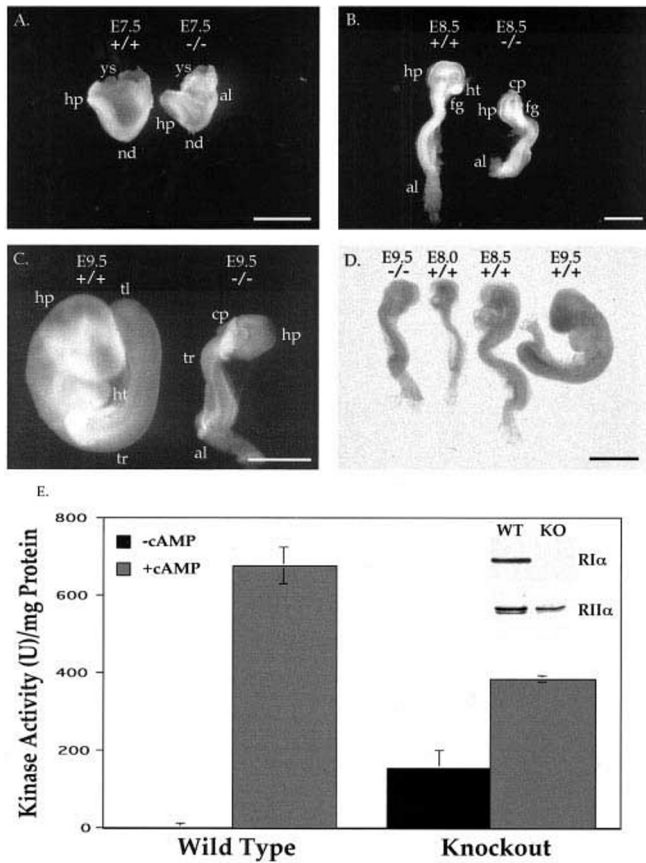 A.
E7.5 E7.5
+/+ -/-
ys ys
hp al
hp
nd nd
B.
E8.5 E8.5
+/+ -/-
hp ht cp
fg hp fg
al al
C.
E9.5 E9.5
+/+ -/-
hp tl
cp hp
tr
ht
tr al
D.
E9.5 E8.0 E8.5 E9.5
-/- +/+ +/+ +/+
E.
Kinase Activity (U)/mg Protein
800
600
400
200
0
-cAMP
+cAMP
WT KO
RIα
RIIα
Wild Type Knockout